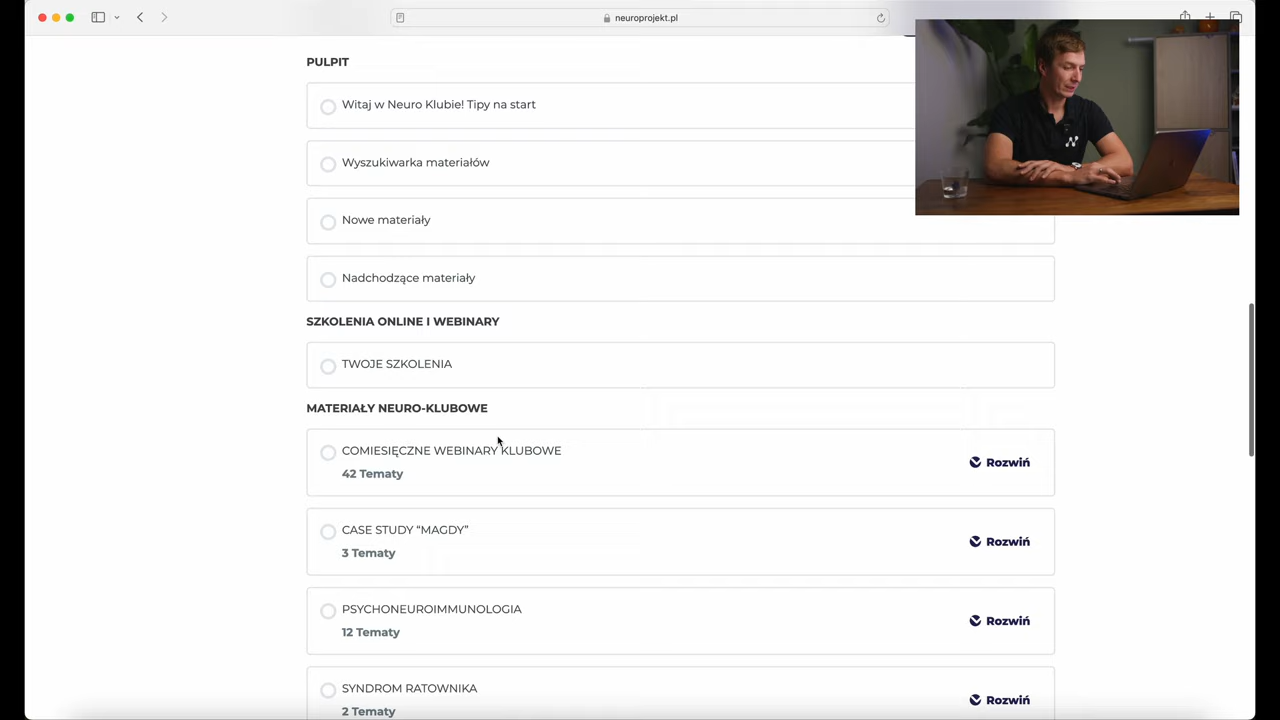 neuroprojekt.pl
PULPIT
Witaj w Neuro Klubie! Tipy na start
Wyszukiwarka materiałów
Nowe materiały
Nadchodzące materiały
SZKOLENIA ONLINE I WEBINARY
TWOJE SZKOLENIA
MATERIAŁY NEURO-KLUBOWE
COMIESIĘCZNE WEBINARY KLUBOWE
42 Tematy
Rozwiń
CASE STUDY “MAGDY”
3 Tematy
Rozwiń
PSYCHONEUROIMMUNOLOGIA
12 Tematy
Rozwiń
SYNDROM RATOWNIKA
2 Tematy
Rozwiń